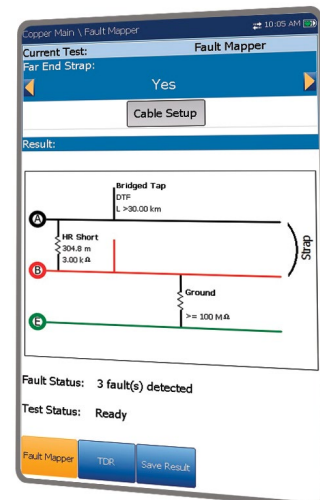 Copper Main \ Fault Mapper 10:05 AM
Current Test: Fault Mapper
Far End Strap:
Yes
Cable Setup
Result:
Bridged Tap
DTF
L >30.00 km
A
HR Short
304.8 m
3.00 k Ω
Strap
B
Ground
>= 100 MΩ
E
Fault Status: 3 fault(s) detected
Test Status: Ready
Fault Mapper TDR Save Result